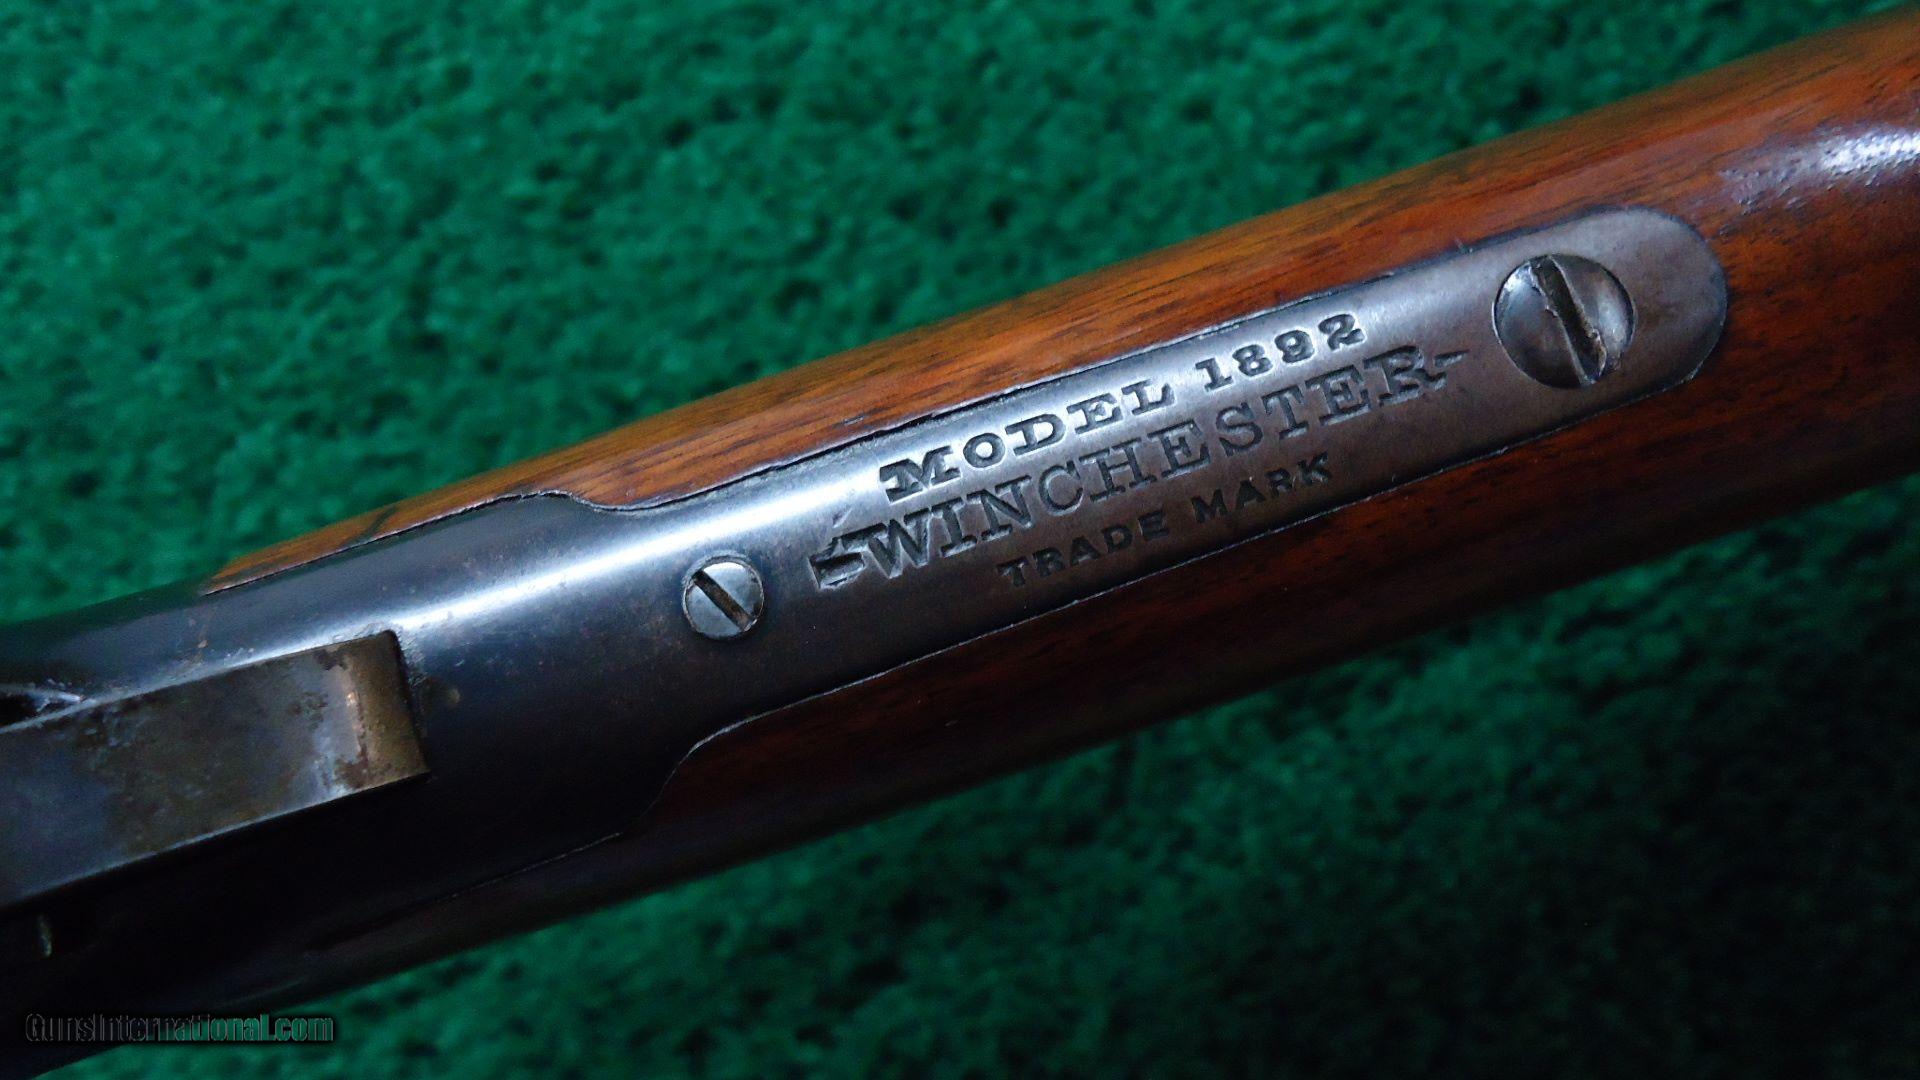 MODEL 1892
-WINCHESTER-
TRADE MARK
GunsInternational.com